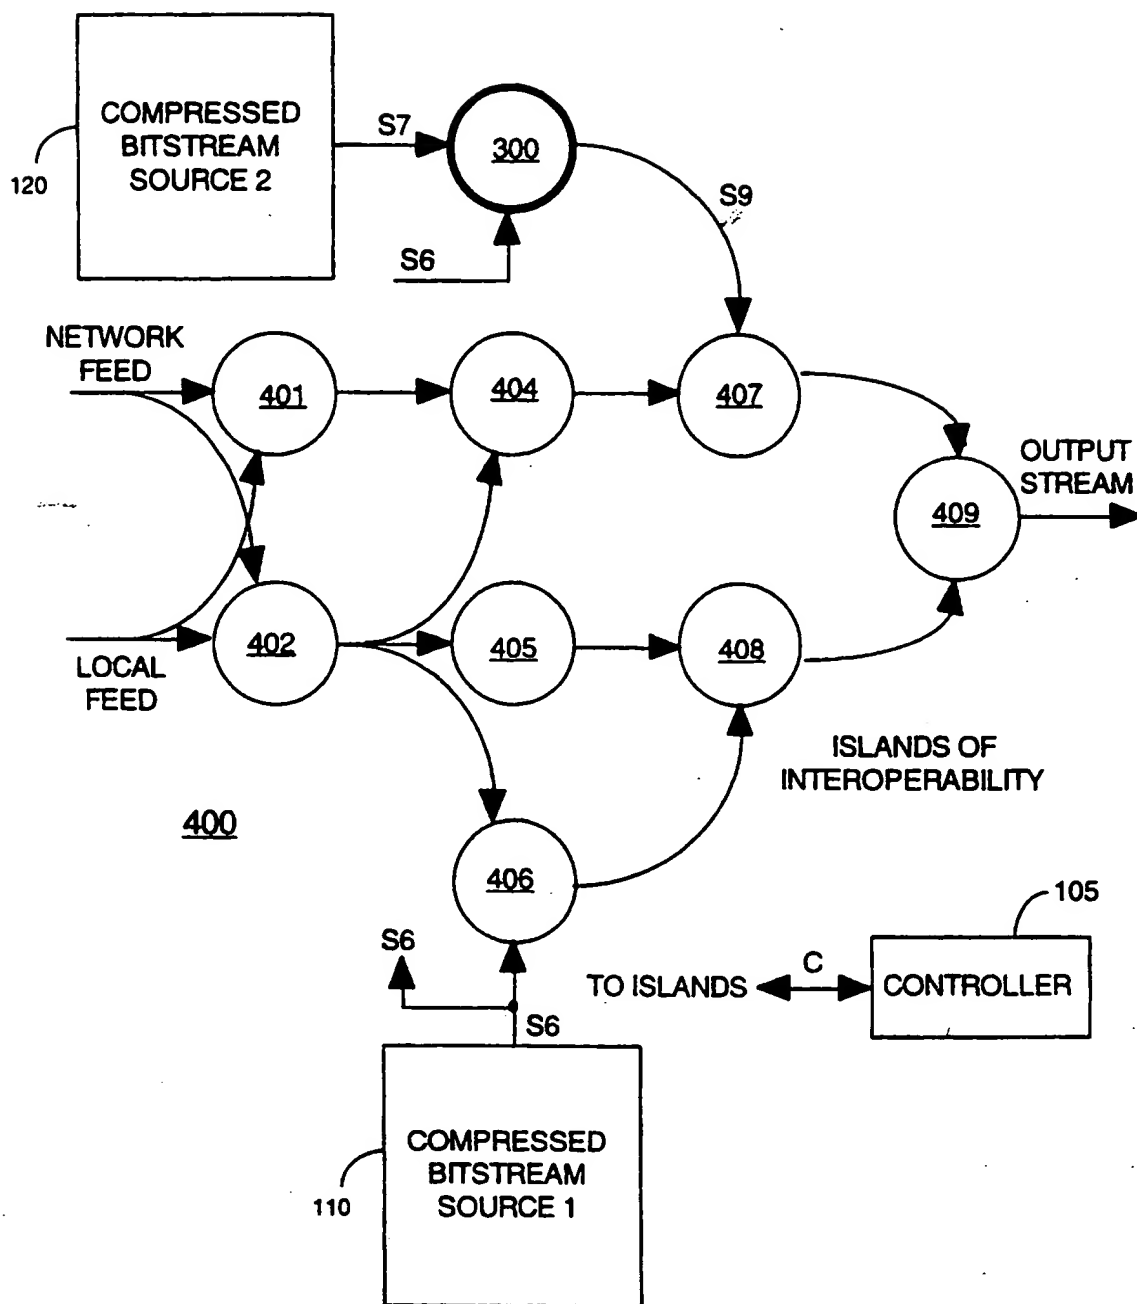 COMPRESSED
BITSTREAM
SOURCE 2
120
S7
300
S6
S9
NETWORK
FEED
401
404
407
OUTPUT
STREAM
409
402
405
408
LOCAL
FEED
ISLANDS OF
INTEROPERABILITY
400
406
105
S6
TO ISLANDS
C
CONTROLLER
S6
COMPRESSED
BITSTREAM
SOURCE 1
110